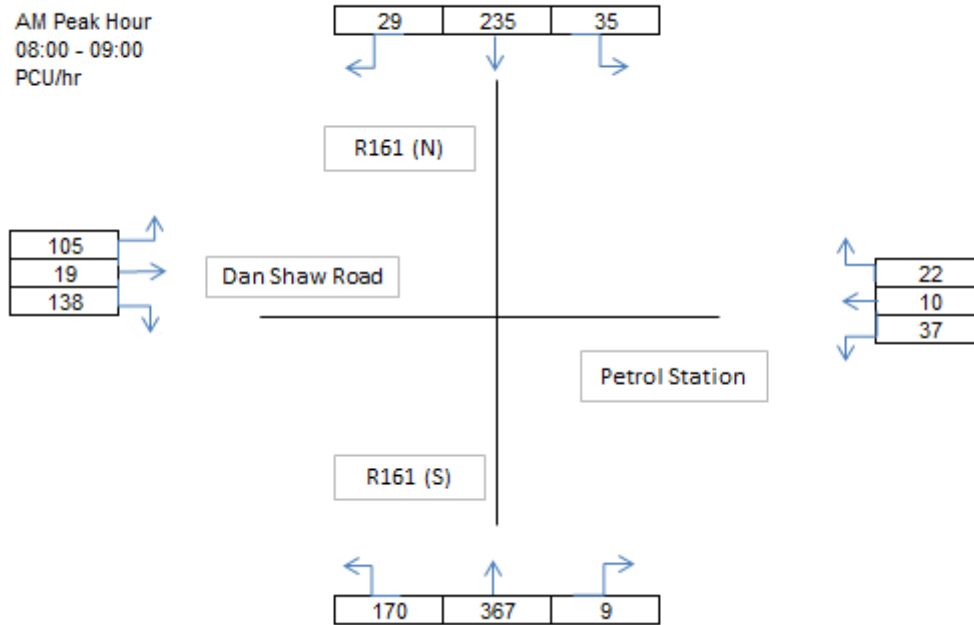 AM Peak Hour
08:00 - 09:00
PCU/hr
29 235 35
R161 (N)
105
19
138
Dan Shaw Road
22
10
37
Petrol Station
R161 (S)
170 367 9